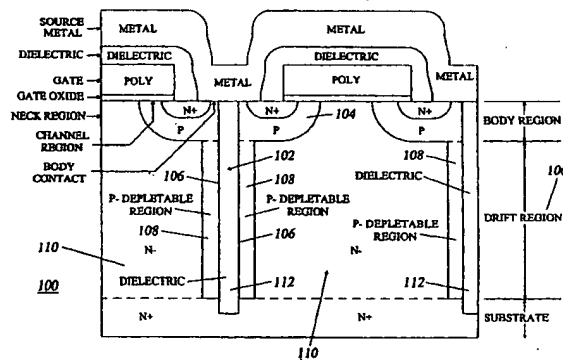 SOURCE
METAL
METAL
METAL
DIELECTRIC
DIELECTRIC
DIELECTRIC
GATE
POLY
METAL
POLY
METAL
GATE OXIDE
NECK REGION
N+
N+
104
N+
BODY REGION
CHANNEL
REGION
P
P
BODY
CONTACT
106
102
108
DIELECTRIC
108
P- DEPLETABLE
REGION
P- DEPLETABLE
REGION
106
DRIFT REGION
P- DEPLETABLE
REGION
110
108
N-
106
N-
100
DIELECTRIC
112
112
SUBSTRATE
N+
N+
110